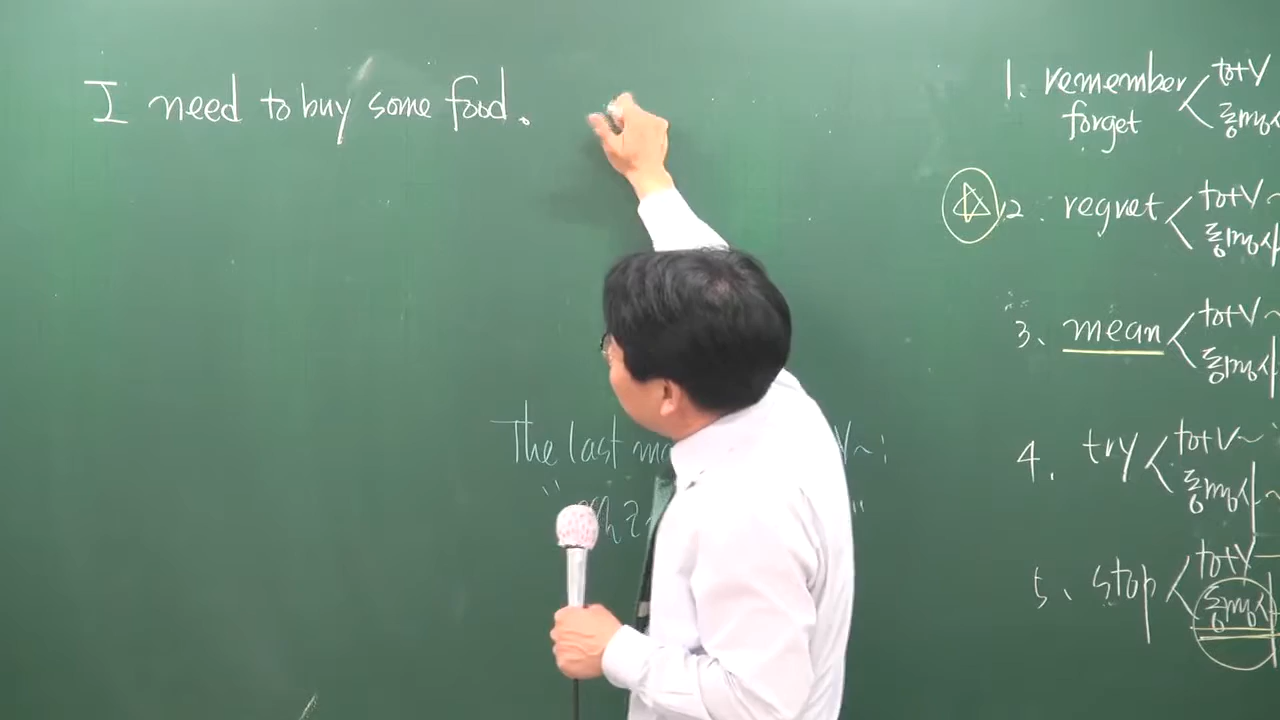 I need to buy some food.
The last
1. remember
forget
to+V
동명사
2. regret
to+V~
동명사
3. mean
to+V~
동명사
4. try
to+V~
동명사~
5. stop
to+V
동명사